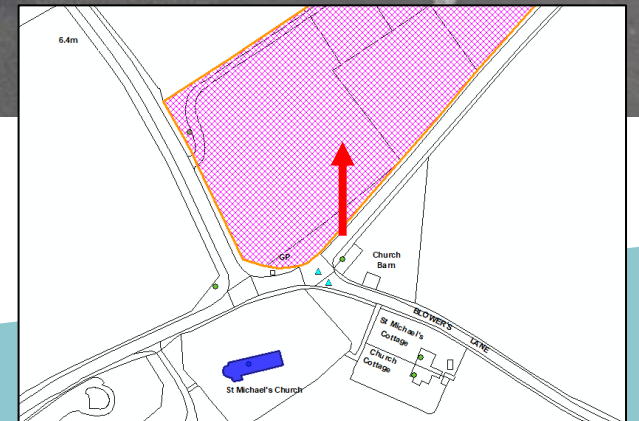 6.4m
GP
Church
Barn
BLOWER'S LANE
St Michael's
Cottage
Church
Cottage
St Michael's Church